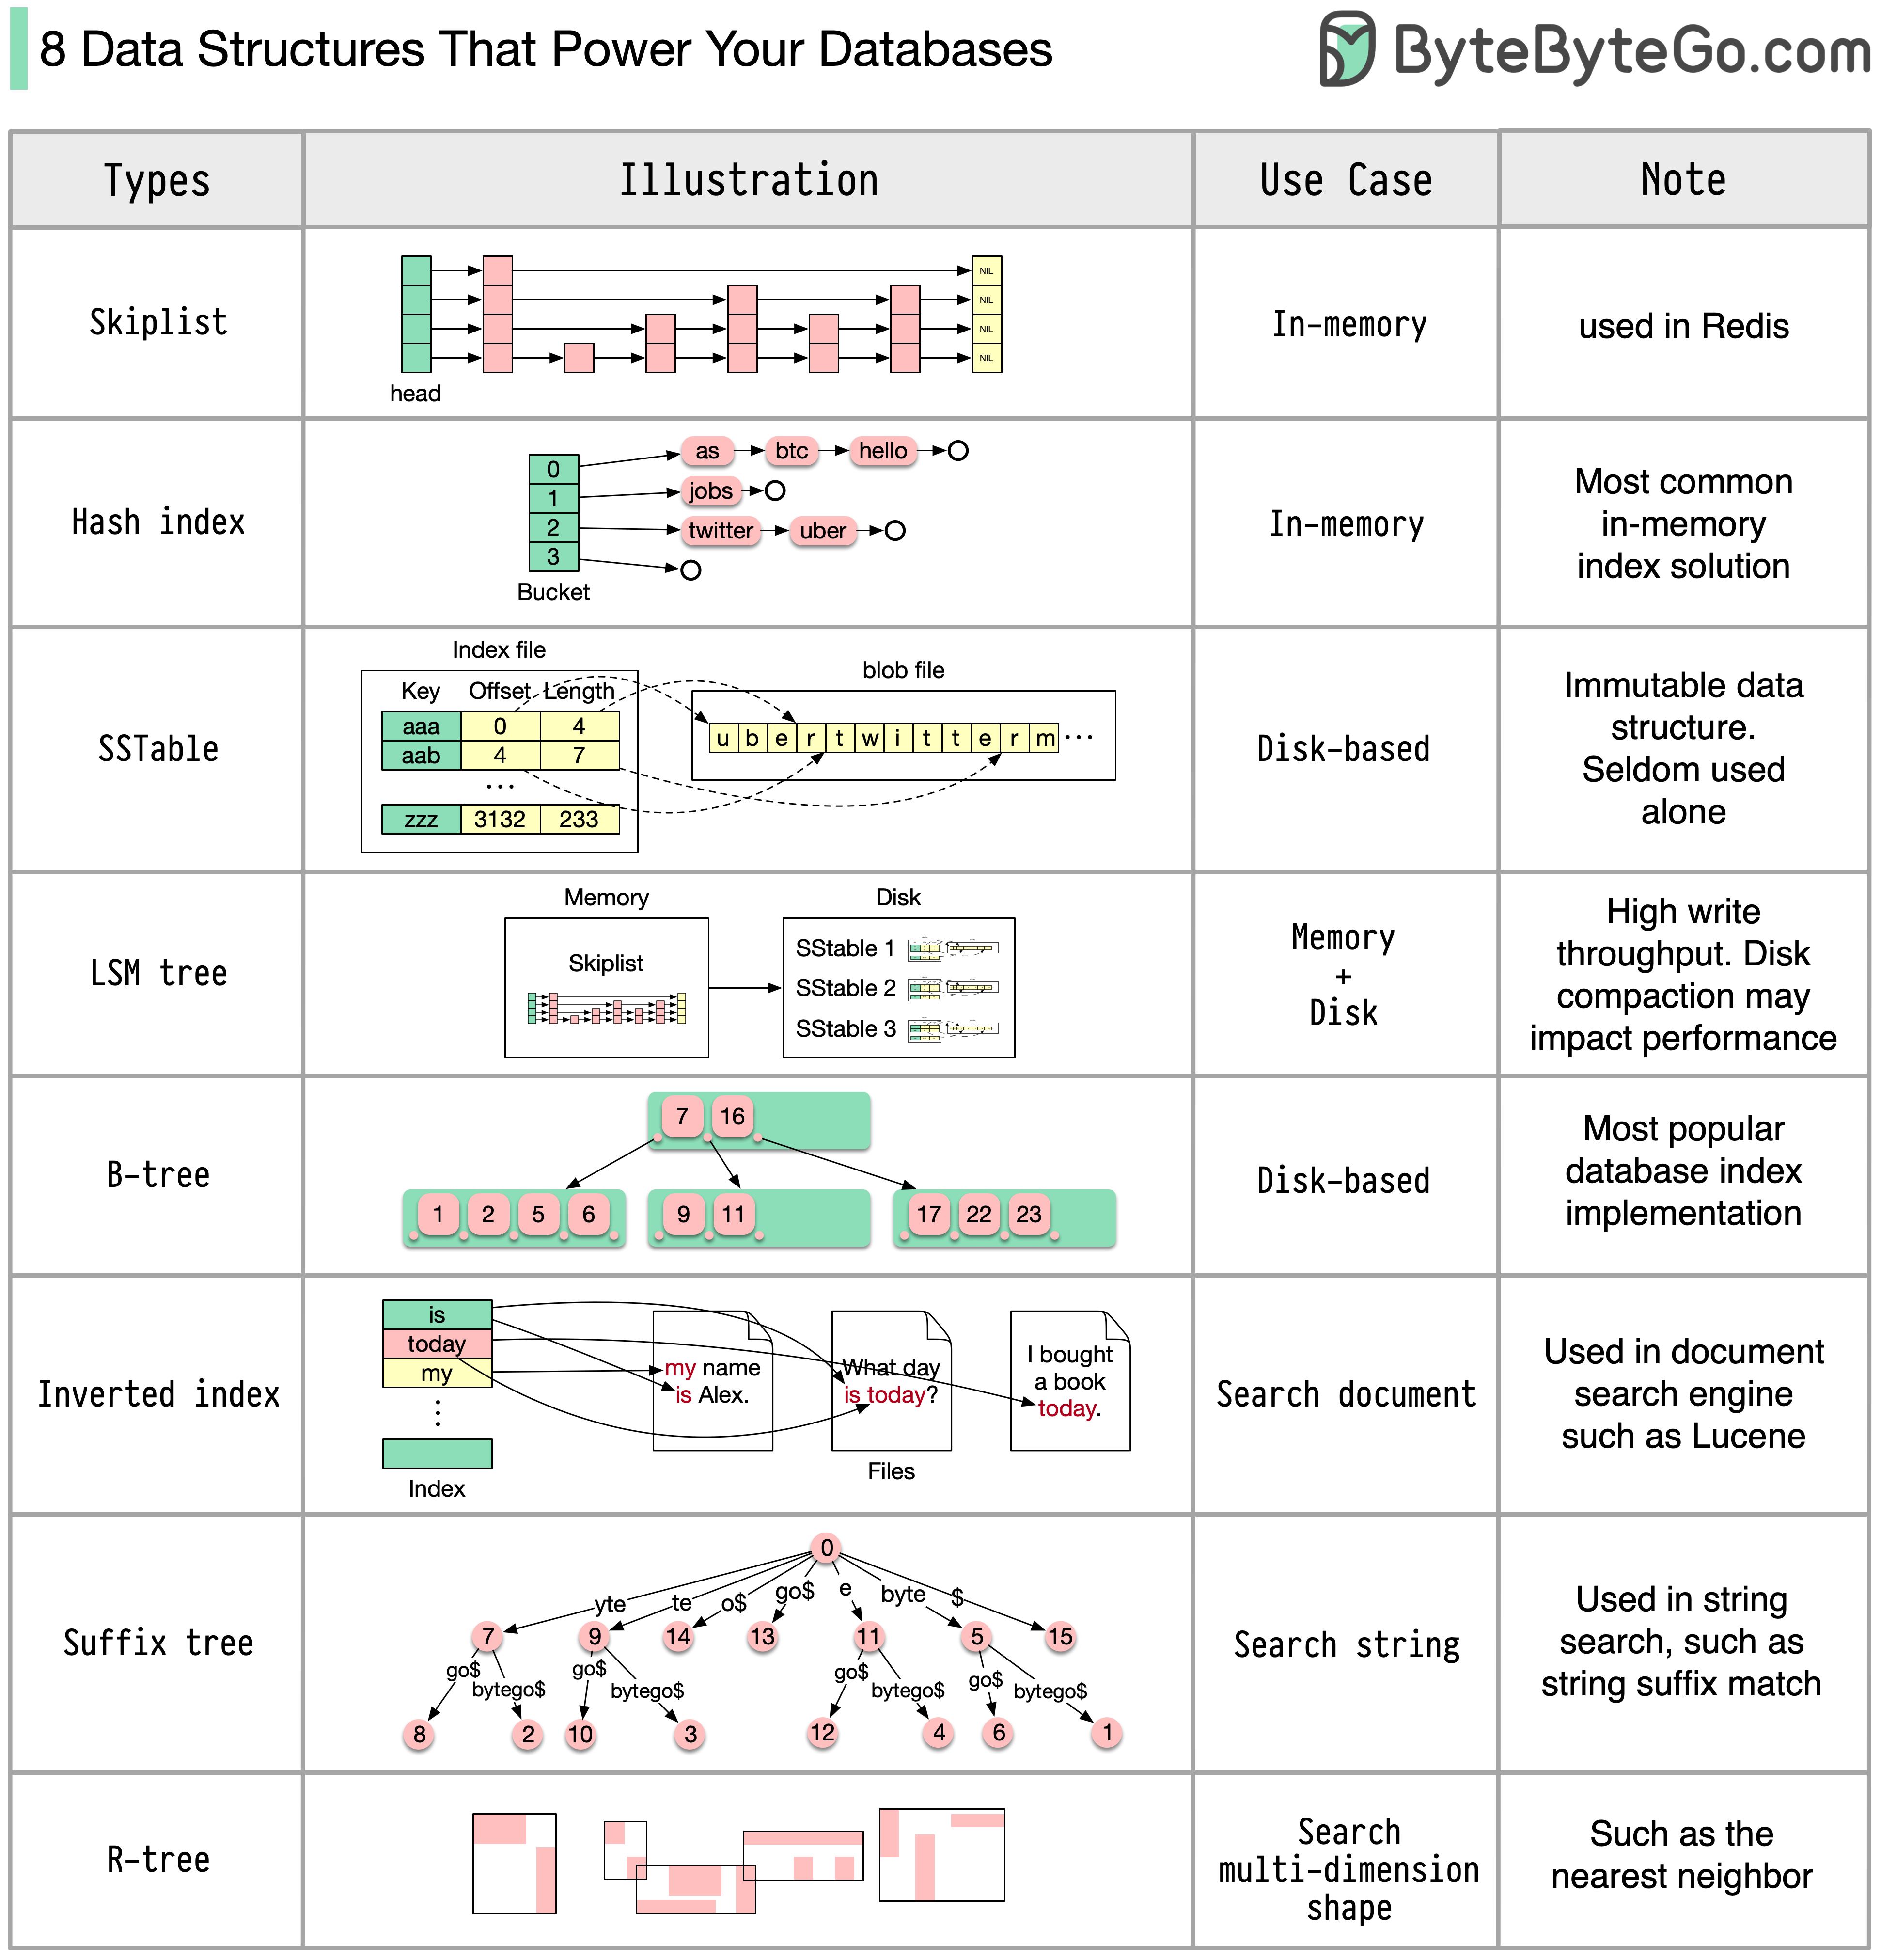 8 Data Structures That Power Your Databases
ByteByteGo.com
Types
Illustration
Use Case
Note
Skiplist
NIL
NIL
NIL
NIL
head
In-memory
used in Redis
Hash index
0
1
2
3
Bucket
as
btc
hello
jobs
twitter
uber
In-memory
Most common
in-memory
index solution
SSTable
Index file
Key Offset Length
aaa 0 4
aab 4 7
...
zzz 3132 233
blob file
u b e r t w i t t e r m ...
Disk-based
Immutable data
structure.
Seldom used
alone
LSM tree
Memory
Skiplist
Disk
SStable 1
SStable 2
SStable 3
Memory
+
Disk
High write
throughput. Disk
compaction may
impact performance
B-tree
7 16
1 2 5 6
9 11
17 22 23
Disk-based
Most popular
database index
implementation
Inverted index
is
today
my
Index
my name
is Alex.
What day
is today?
I bought
a book
today.
Files
Search document
Used in document
search engine
such as Lucene
Suffix tree
0
yte te o$ go$ e byte $
7 9 14 13 11 5 15
go$ bytego$ go$ bytego$ go$ bytego$ go$ bytego$
8 2 10 3 12 4 6 1
Search string
Used in string
search, such as
string suffix match
R-tree
Search
multi-dimension
shape
Such as the
nearest neighbor